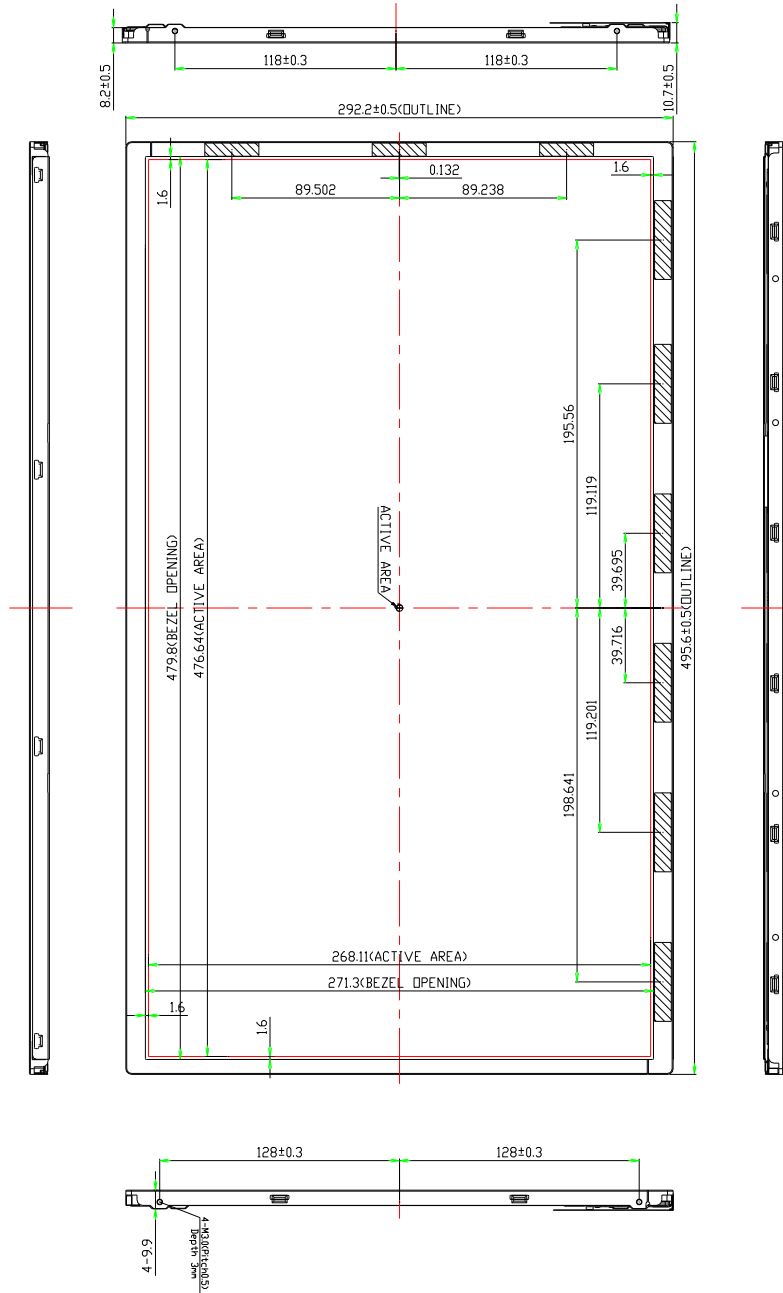 118±0.3
118±0.3
8.2±0.5
10.7±0.5
292.2±0.5(OUTLINE)
0.132
1.6
1.6
89.502
89.238
195.56
119.119
39.695
ACTIVE AREA
479.8(BEZEL OPENING)
476.64(ACTIVE AREA)
495.6±0.5(OUTLINE)
39.716
119.201
198.641
268.11(ACTIVE AREA)
271.3(BEZEL OPENING)
1.6
1.6
128±0.3
128±0.3
4-9.9
4-M3.0(Pitch0.5)
Depth 3mm